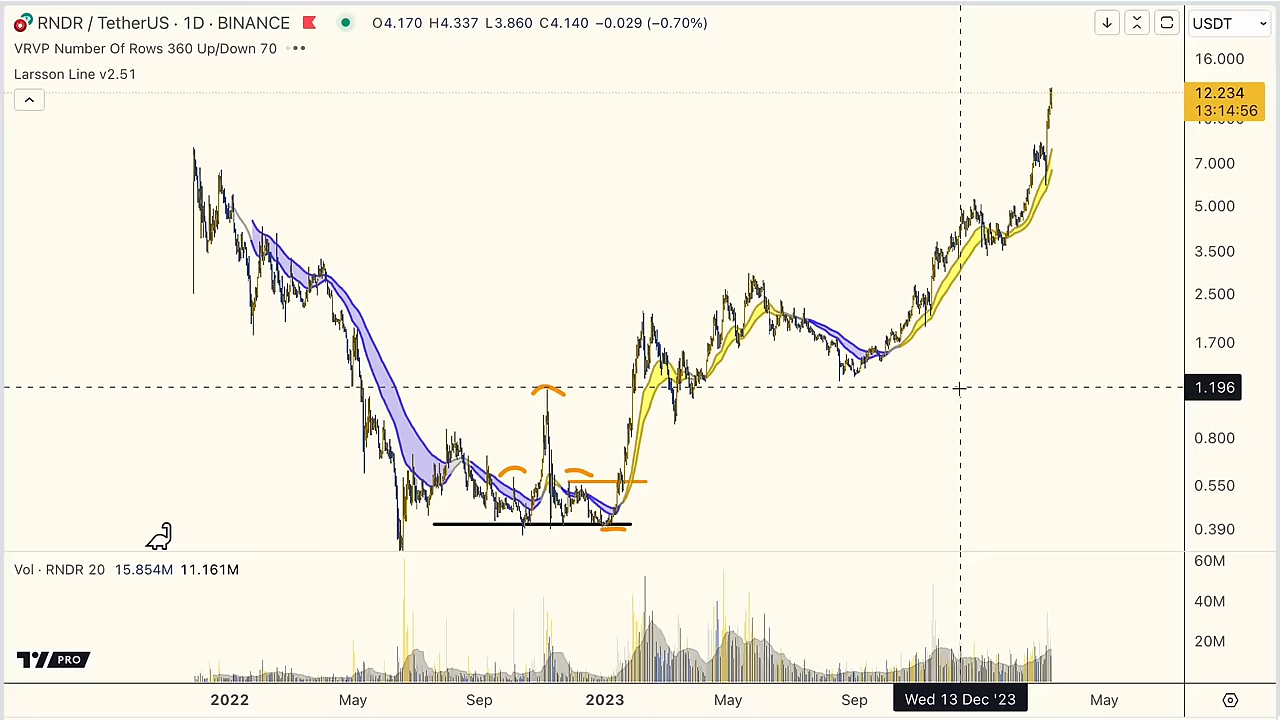 RNDR / TetherUS · 1D · BINANCE O4.170 H4.337 L3.860 C4.140 −0.029 (−0.70%) USDT
VRVP Number Of Rows 360 Up/Down 70
Larsson Line v2.51
16.000
12.234
13:14:56
10.000
7.000
5.000
3.500
2.500
1.700
1.196
0.800
0.550
0.390
Vol · RNDR 20 15.854M 11.161M
60M
40M
20M
PRO
2022 May Sep 2023 May Sep Wed 13 Dec '23 May